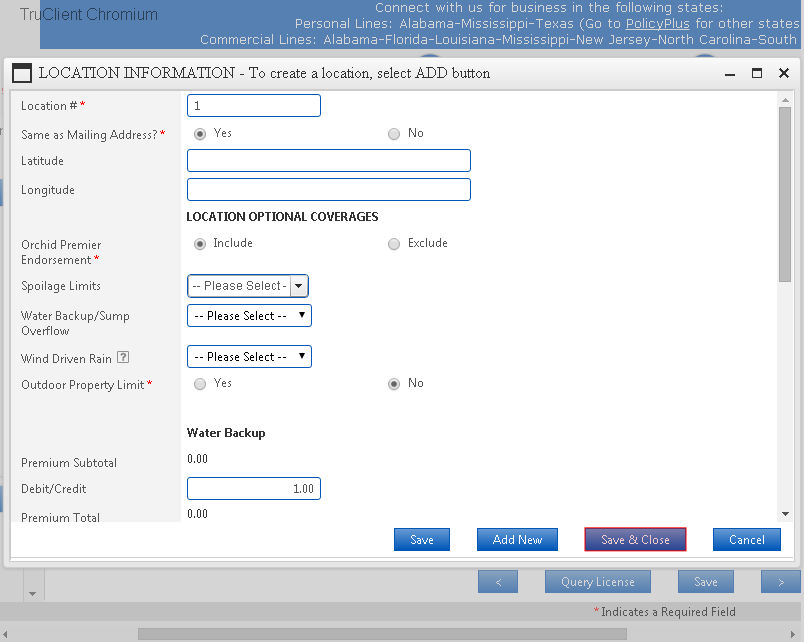 TruClient Chromium
Connect with us for business in the following states:
Personal Lines: Alabama-Mississippi-Texas (Go to PolicyPlus for other states
Commercial Lines: Alabama-Florida-Louisiana-Mississippi-New Jersey-North Carolina-South
LOCATION INFORMATION - To create a location, select ADD button
Location # * 1
Same as Mailing Address? * Yes No
Latitude
Longitude
LOCATION OPTIONAL COVERAGES
Orchid Premier Endorsement * Include Exclude
Spoilage Limits -- Please Select -
Water Backup/Sump Overflow -- Please Select --
Wind Driven Rain ? -- Please Select --
Outdoor Property Limit * Yes No
Water Backup
Premium Subtotal 0.00
Debit/Credit 1.00
Premium Total 0.00
Save Add New Save & Close Cancel
< Query License Save >
* Indicates a Required Field